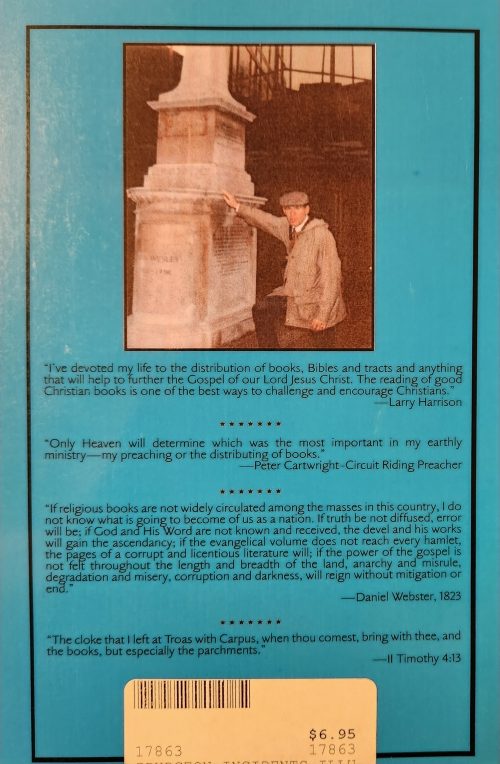 WESLEY
"I've devoted my life to the distribution of books, Bibles and tracts and anything
that will help to further the Gospel of our Lord Jesus Christ. The reading of good
Christian books is one of the best ways to challenge and encourage Christians."
—Larry Harrison
"Only Heaven will determine which was the most important in my earthly
ministry—my preaching or the distributing of books."
—Peter Cartwright-Circuit Riding Preacher
"If religious books are not widely circulated among the masses in this country, I do
not know what is going to become of us as a nation. If truth be not diffused, error
will be; if God and His Word are not known and received, the devel and his works
will gain the ascendancy; if the evangelical volume does not reach every hamlet,
the pages of a corrupt and licentious literature will; if the power of the gospel is
not felt throughout the length and breadth of the land, anarchy and misrule,
degradation and misery, corruption and darkness, will reign without mitigation or
end."
—Daniel Webster, 1823
"The cloke that I left at Troas with Carpus, when thou comest, bring with thee, and
the books, but especially the parchments."
—II Timothy 4:13
$6.95
17863 17863